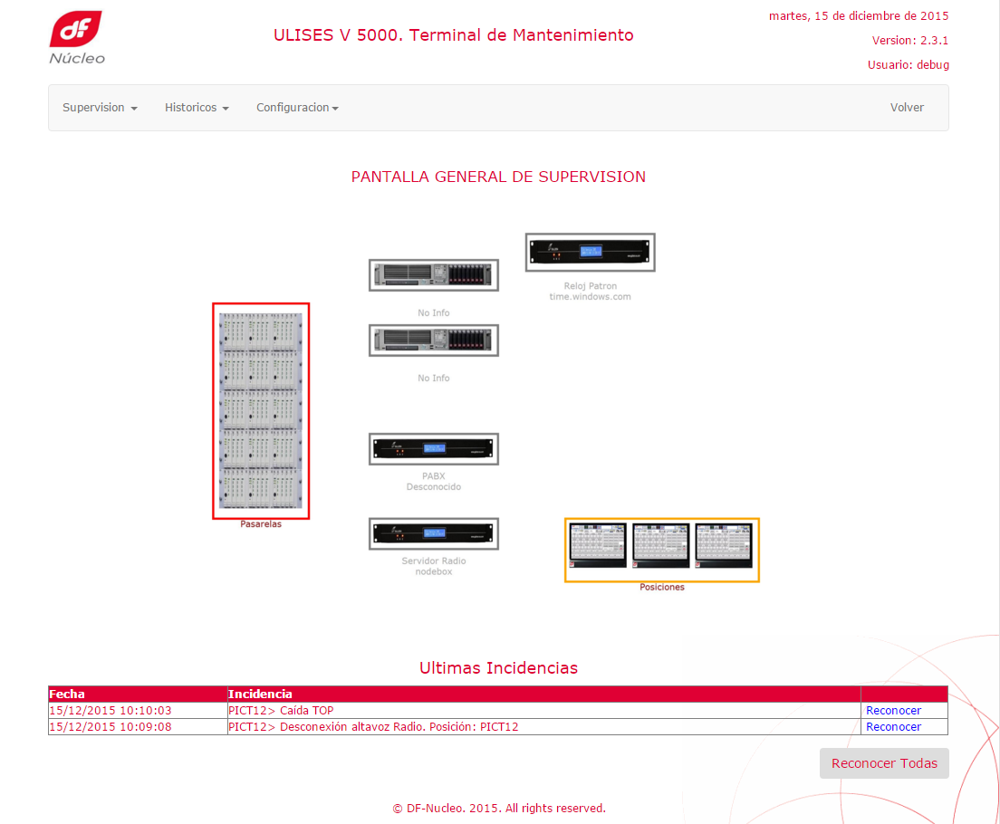 df
Núcleo
ULISES V 5000. Terminal de Mantenimiento
martes, 15 de diciembre de 2015
Version: 2.3.1
Usuario: debug
Supervision
Historicos
Configuracion
Volver
PANTALLA GENERAL DE SUPERVISION
Reloj Patron
time.windows.com
No Info
No Info
PABX
Desconocido
Pasarelas
Servidor Radio
nodebox
Posiciones
Ultimas Incidencias
Fecha Incidencia
15/12/2015 10:10:03 PICT12> Caída TOP Reconocer
15/12/2015 10:09:08 PICT12> Desconexión altavoz Radio. Posición: PICT12 Reconocer
Reconocer Todas
© DF-Nucleo. 2015. All rights reserved.